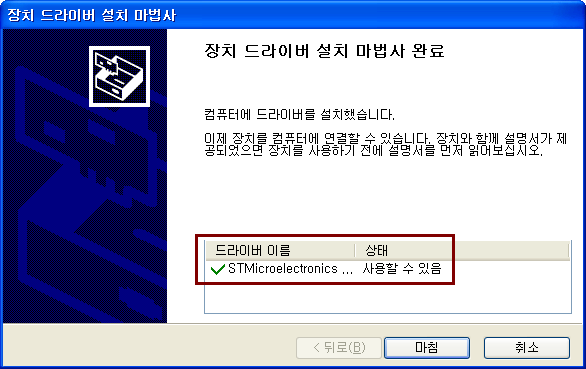 장치 드라이버 설치 마법사
장치 드라이버 설치 마법사 완료
컴퓨터에 드라이버를 설치했습니다.
이제 장치를 컴퓨터에 연결할 수 있습니다. 장치와 함께 설명서가 제
공되었으면 장치를 사용하기 전에 설명서를 먼저 읽어보십시오.
드라이버 이름 상태
STMicroelectronics ... 사용할 수 있음
< 뒤로(B) 마침 취소